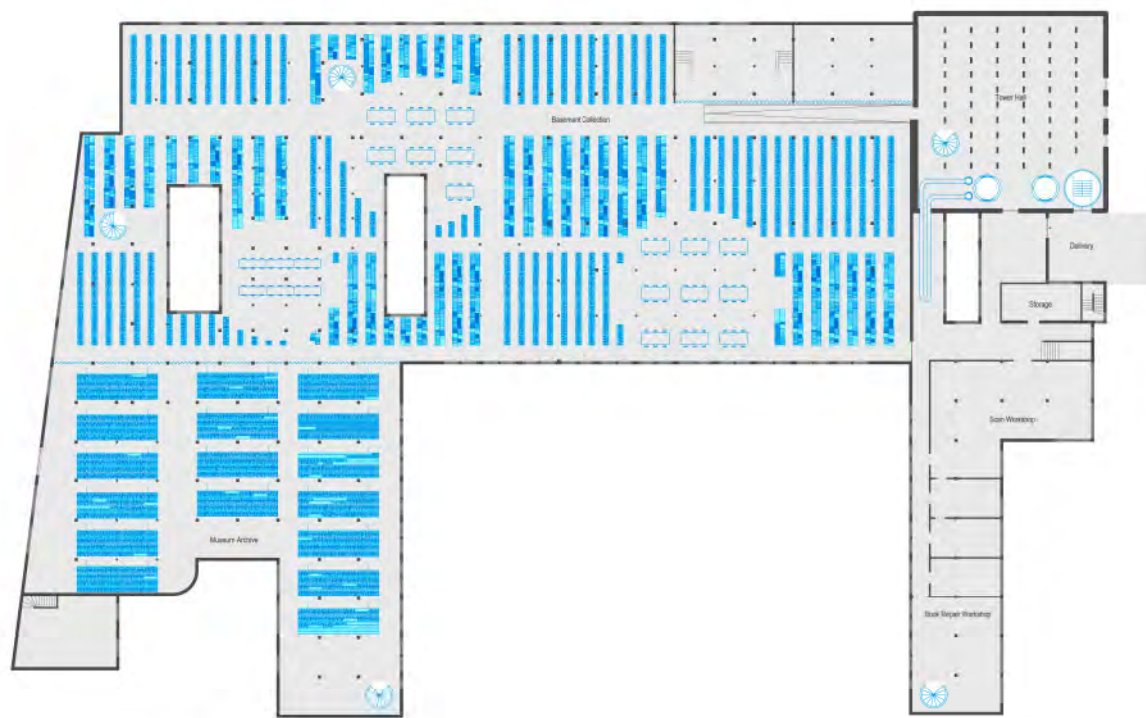 Tower Hall
Basement Collection
Delivery
Storage
Scan Workshop
Museum Archive
Book Repair Workshop